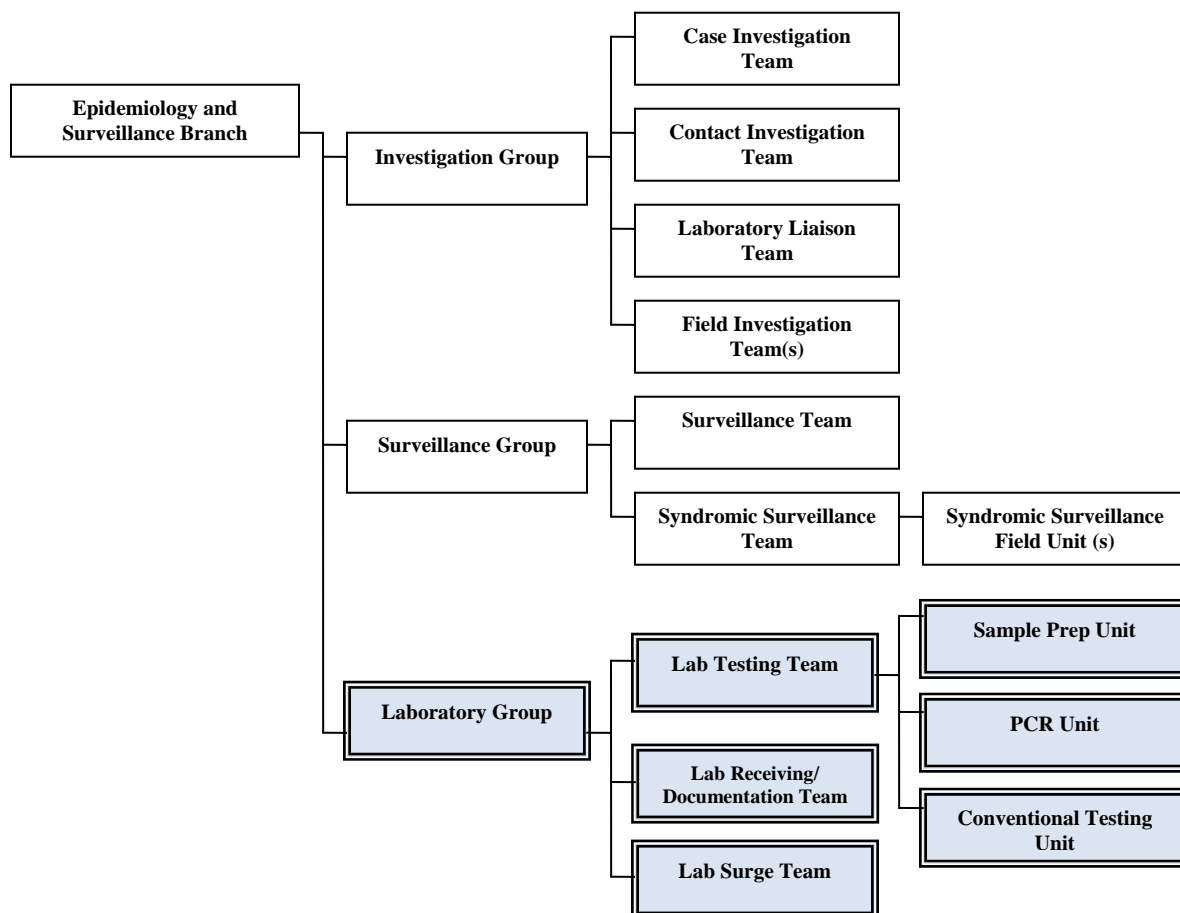 Epidemiology and
Surveillance Branch
Investigation Group
Case Investigation
Team
Contact Investigation
Team
Laboratory Liaison
Team
Field Investigation
Team(s)
Surveillance Group
Surveillance Team
Syndromic Surveillance
Team
Syndromic Surveillance
Field Unit (s)
Laboratory Group
Lab Testing Team
Sample Prep Unit
PCR Unit
Conventional Testing
Unit
Lab Receiving/
Documentation Team
Lab Surge Team